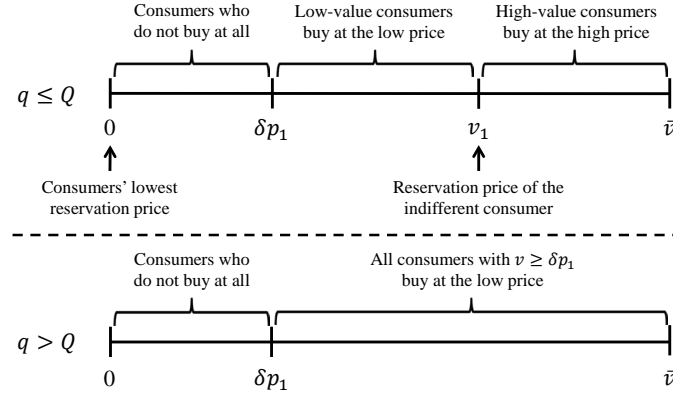 Consumers who
do not buy at all
Low-value consumers
buy at the low price
High-value consumers
buy at the high price
q ≤ Q
0
δp₁
v₁
v̄
Consumers’ lowest
reservation price
Reservation price of the
indifferent consumer
Consumers who
do not buy at all
All consumers with v ≥ δp₁
buy at the low price
q > Q
0
δp₁
v̄